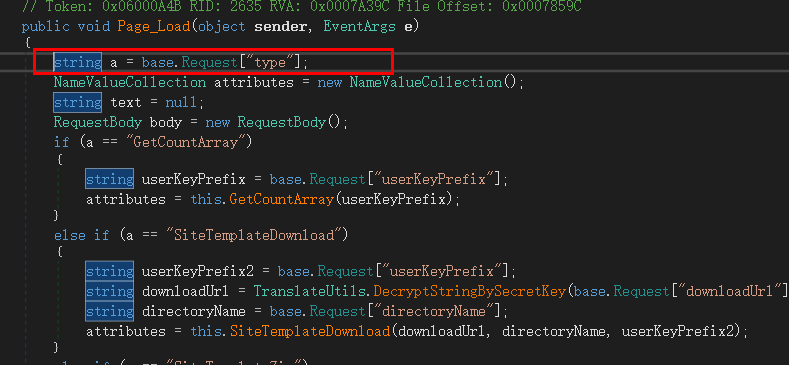 // Token: 0x06000A4B RID: 2635 RVA: 0x0007A39C File Offset: 0x0007859C
public void Page_Load(object sender, EventArgs e)
{
string a = base.Request["type"];
NameValueCollection attributes = new NameValueCollection();
string text = null;
RequestBody body = new RequestBody();
if (a == "GetCountArray")
{
string userKeyPrefix = base.Request["userKeyPrefix"];
attributes = this.GetCountArray(userKeyPrefix);
}
else if (a == "SiteTemplateDownload")
{
string userKeyPrefix2 = base.Request["userKeyPrefix"];
string downloadUrl = TranslateUtils.DecryptStringBySecretKey(base.Request["downloadUrl"]
string directoryName = base.Request["directoryName"];
attributes = this.SiteTemplateDownload(downloadUrl, directoryName, userKeyPrefix2);
}